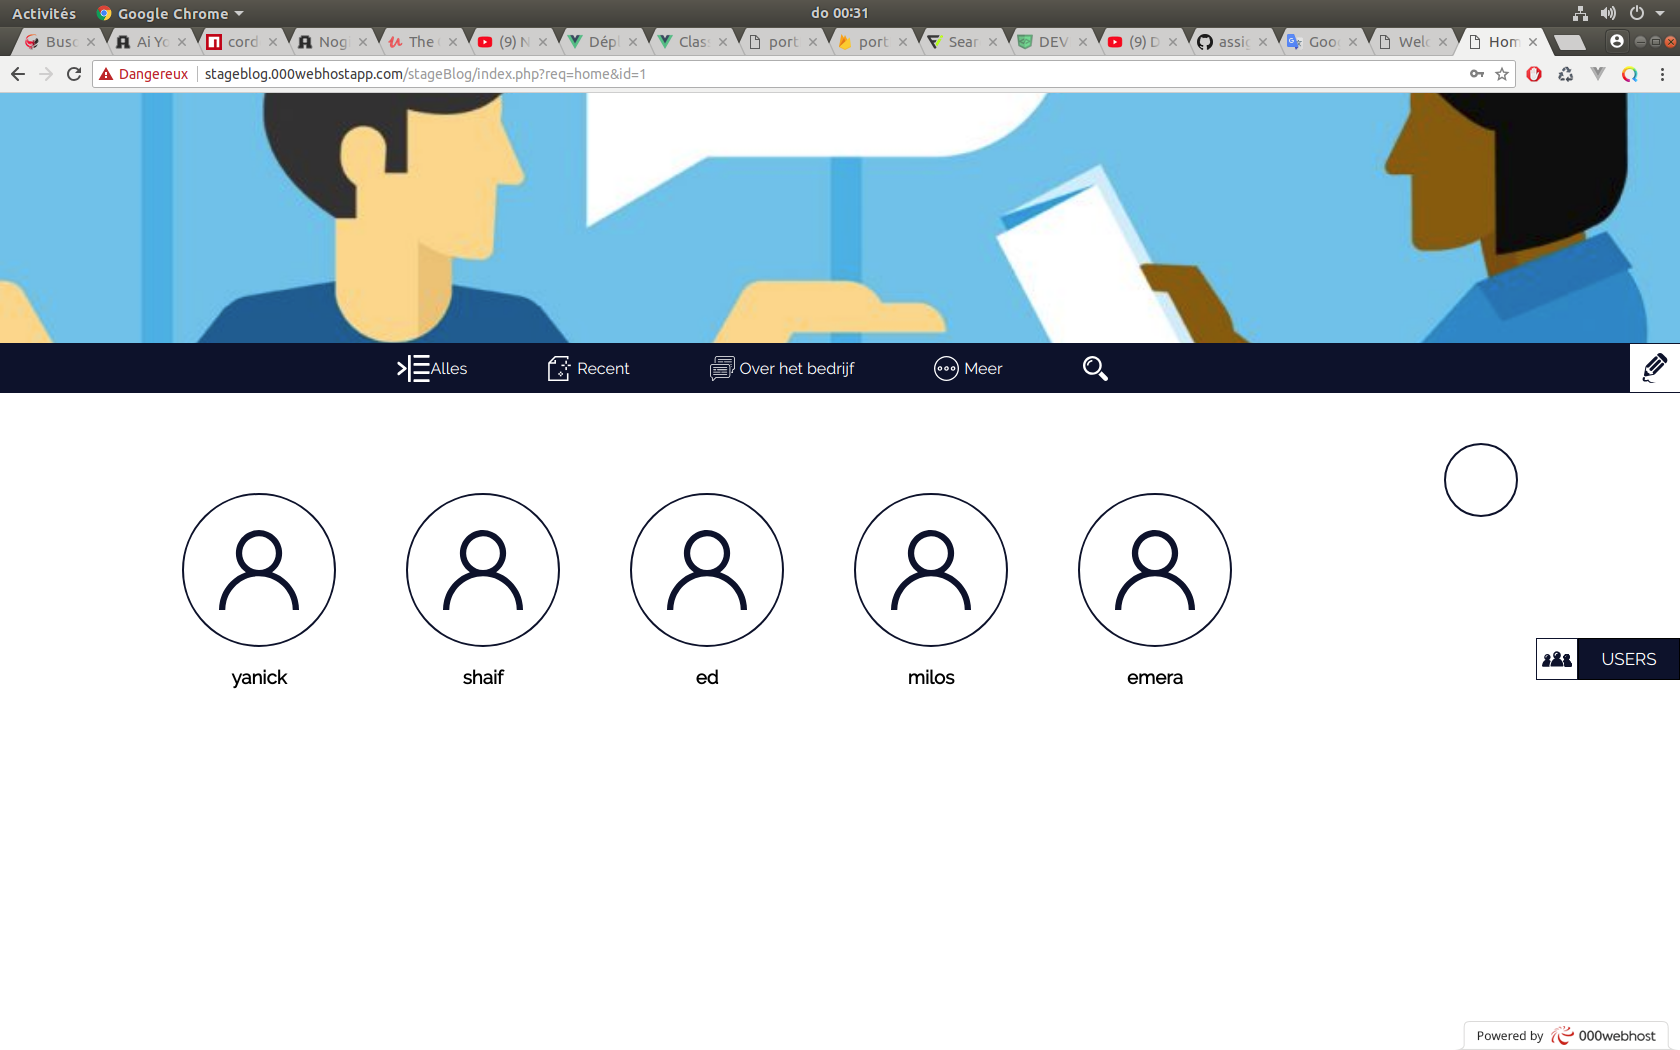 Activités Google Chrome do 00:31
Busc Ai Yo cord Nog The (9) N Dépl Clas port port Sear DEV (9) D assig Goo Welc Hom
Dangereux stageblog.000webhostapp.com/stageBlog/index.php?req=home&id=1
Alles Recent Over het bedrijf Meer
yanick shaif ed milos emera
USERS
Powered by 000webhost